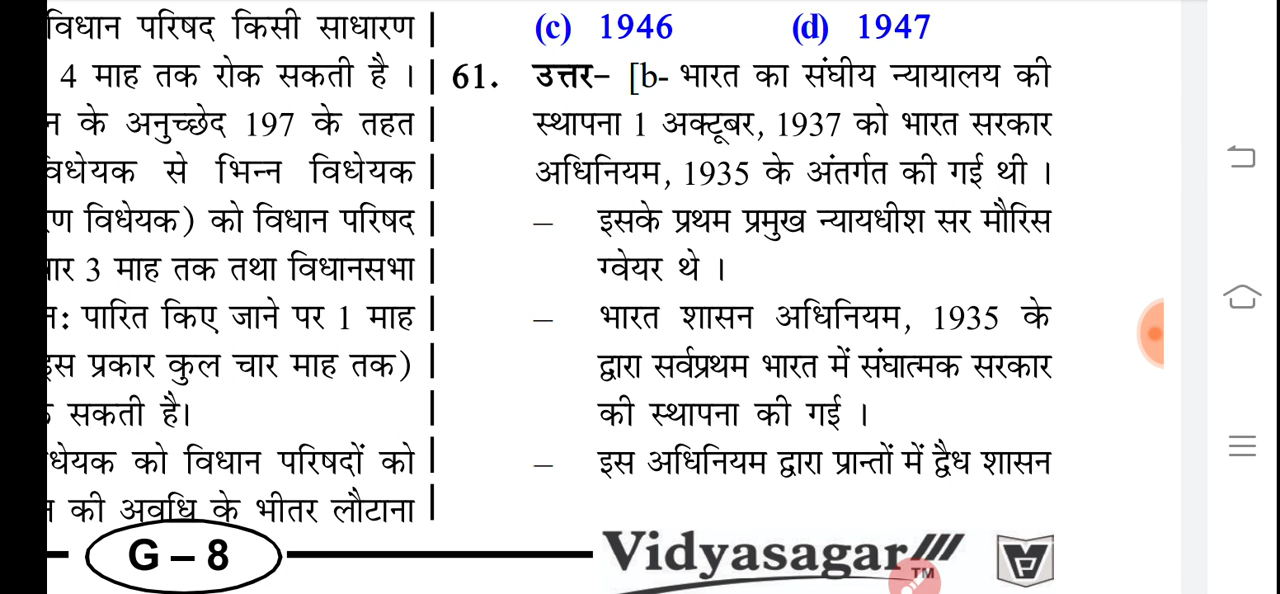 विधान परिषद किसी साधारण
4 माह तक रोक सकती है ।
के अनुच्छेद 197 के तहत
विधेयक से भिन्न विधेयक
विधेयक) को विधान परिषद
3 माह तक तथा विधानसभा
पारित किए जाने पर 1 माह
इस प्रकार कुल चार माह तक)
सकती है।
को विधान परिषदों को
की अवधि के भीतर लौटाना
(c) 1946 (d) 1947
61. उत्तर– [b- भारत का संघीय न्यायालय की
स्थापना 1 अक्टूबर, 1937 को भारत सरकार
अधिनियम, 1935 के अंतर्गत की गई थी ।
– इसके प्रथम प्रमुख न्यायधीश सर मौरिस
ग्वेयर थे ।
– भारत शासन अधिनियम, 1935 के
द्वारा सर्वप्रथम भारत में संघात्मक सरकार
की स्थापना की गई ।
– इस अधिनियम द्वारा प्रान्तों में द्वैध शासन
G – 8
Vidyasagar TM